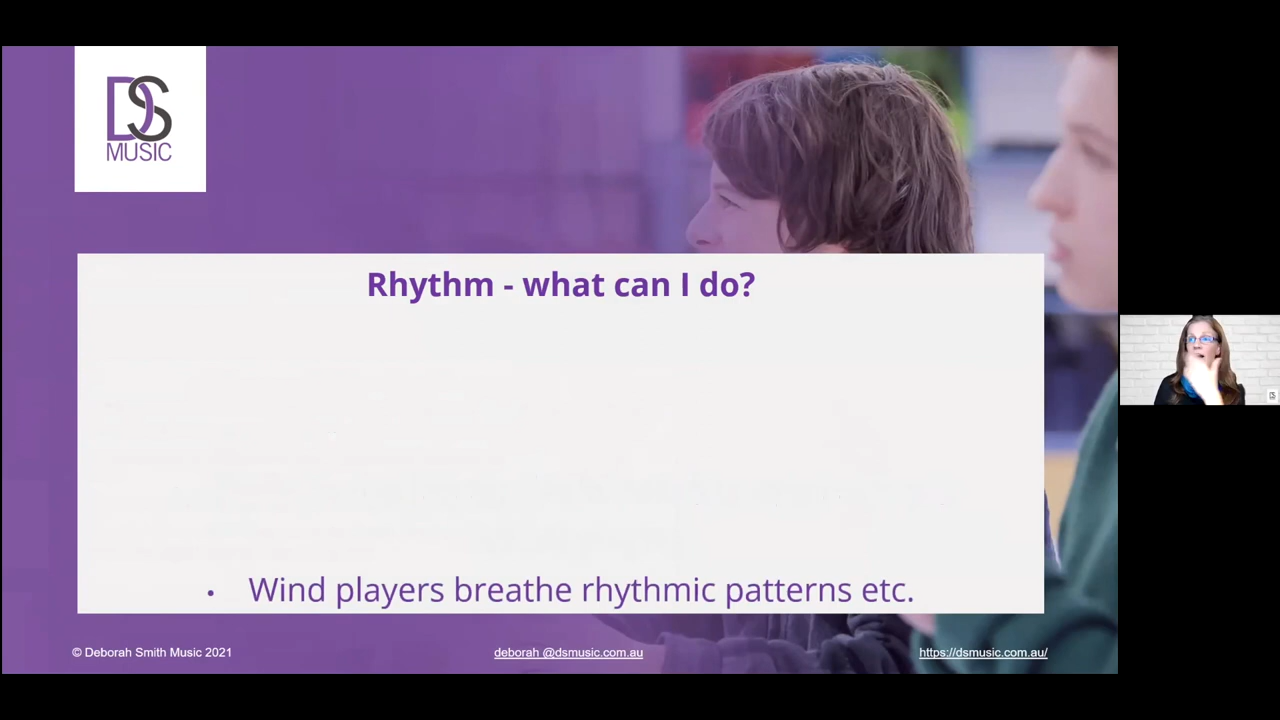 DS
MUSIC
Rhythm - what can I do?
• Wind players breathe rhythmic patterns etc.
© Deborah Smith Music 2021
deborah @dsmusic.com.au
https://dsmusic.com.au/
DS